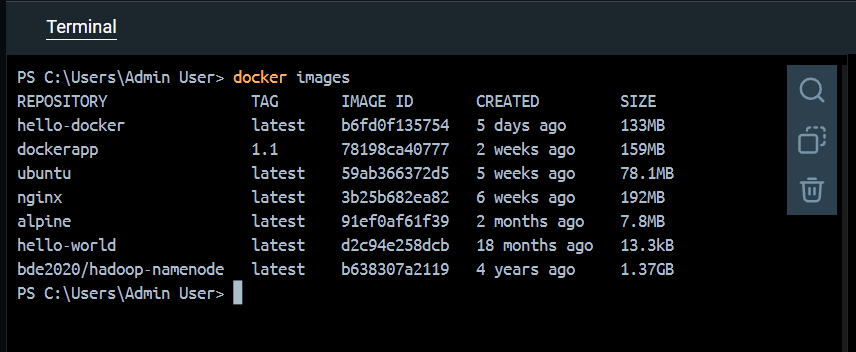 Terminal
PS C:\Users\Admin User> docker images
REPOSITORY TAG IMAGE ID CREATED SIZE
hello-docker latest b6fd0f135754 5 days ago 133MB
dockerapp 1.1 78198ca40777 2 weeks ago 159MB
ubuntu latest 59ab366372d5 5 weeks ago 78.1MB
nginx latest 3b25b682ea82 6 weeks ago 192MB
alpine latest 91ef0af61f39 2 months ago 7.8MB
hello-world latest d2c94e258dcb 18 months ago 13.3kB
bde2020/hadoop-namenode latest b638307a2119 4 years ago 1.37GB
PS C:\Users\Admin User>